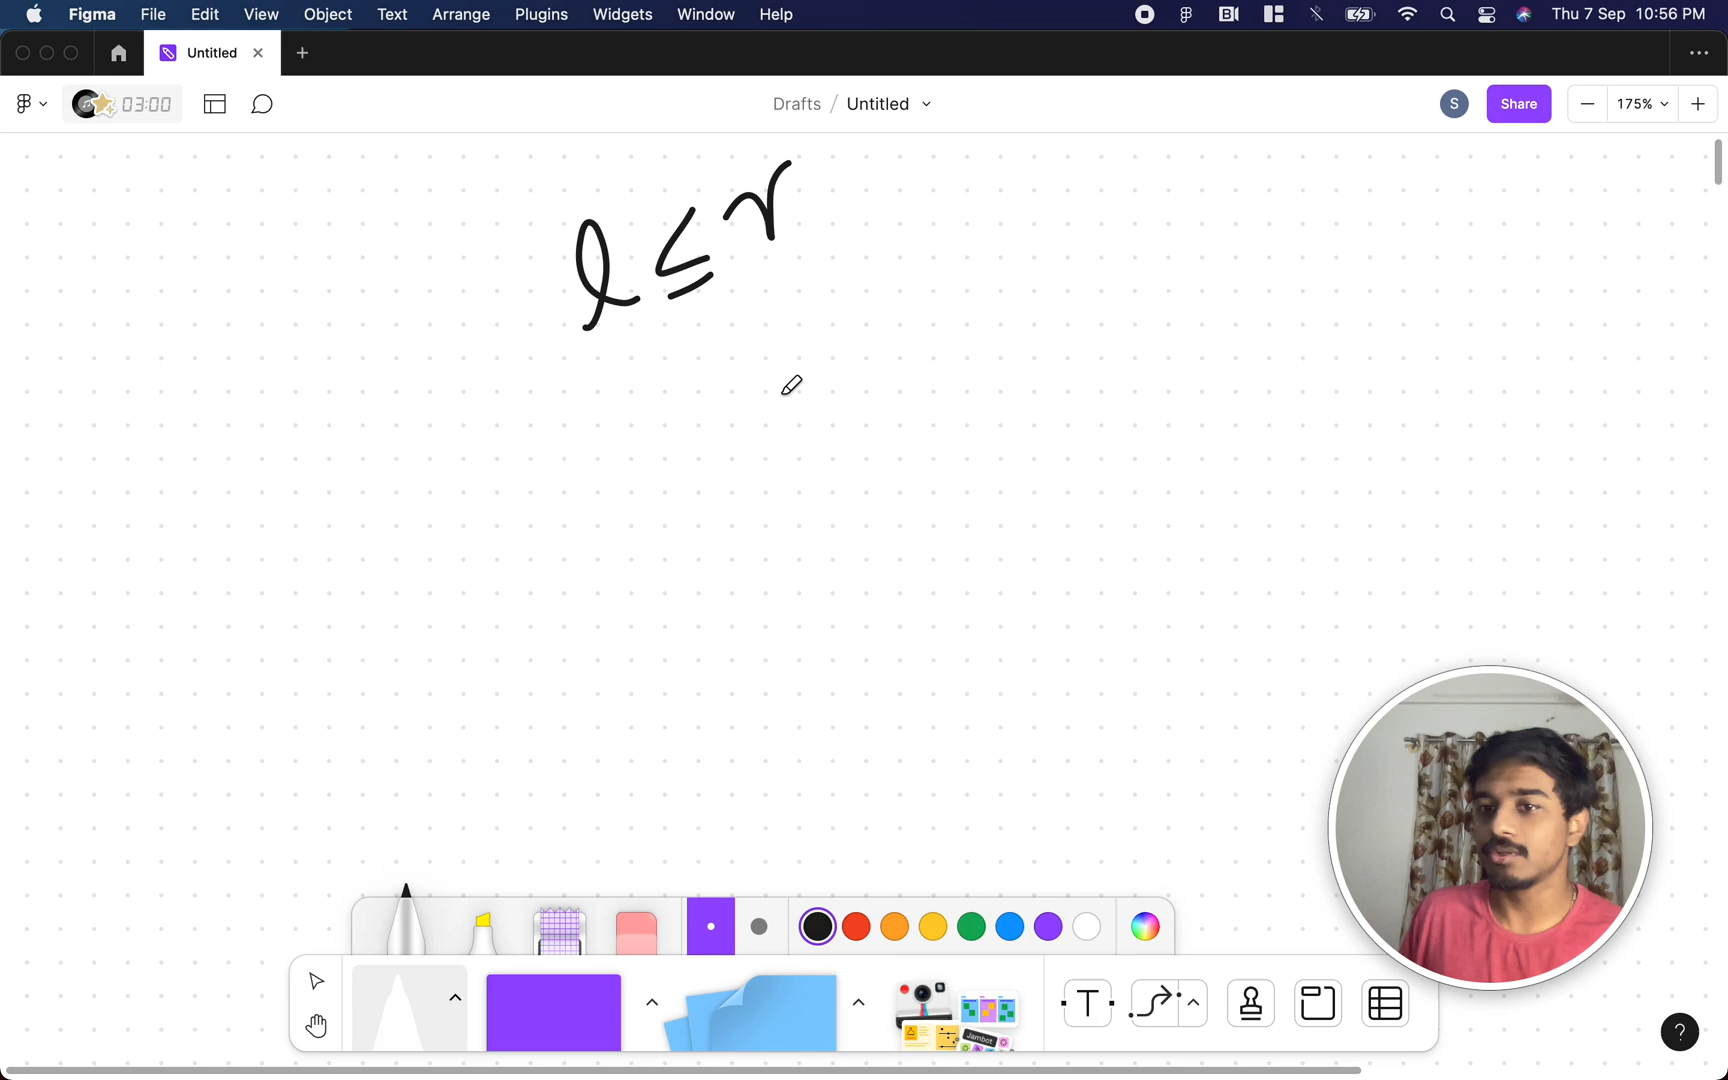 Figma File Edit View Object Text Arrange Plugins Widgets Window Help Thu 7 Sep 10:56 PM
Untitled
03:00 Drafts / Untitled S Share 175%
l ≤ r
T
Jambot
?